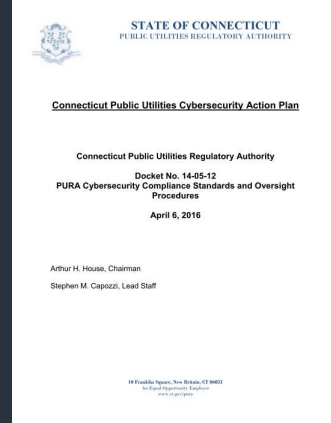 STATE OF CONNECTICUT
PUBLIC UTILITIES REGULATORY AUTHORITY
Connecticut Public Utilities Cybersecurity Action Plan
Connecticut Public Utilities Regulatory Authority
Docket No. 14-05-12
PURA Cybersecurity Compliance Standards and Oversight
Procedures
April 6, 2016
Arthur H. House, Chairman
Stephen M. Capozzi, Lead Staff
10 Franklin Square, New Britain, CT 06051
An Equal Opportunity Employer
www.ct.gov/pura